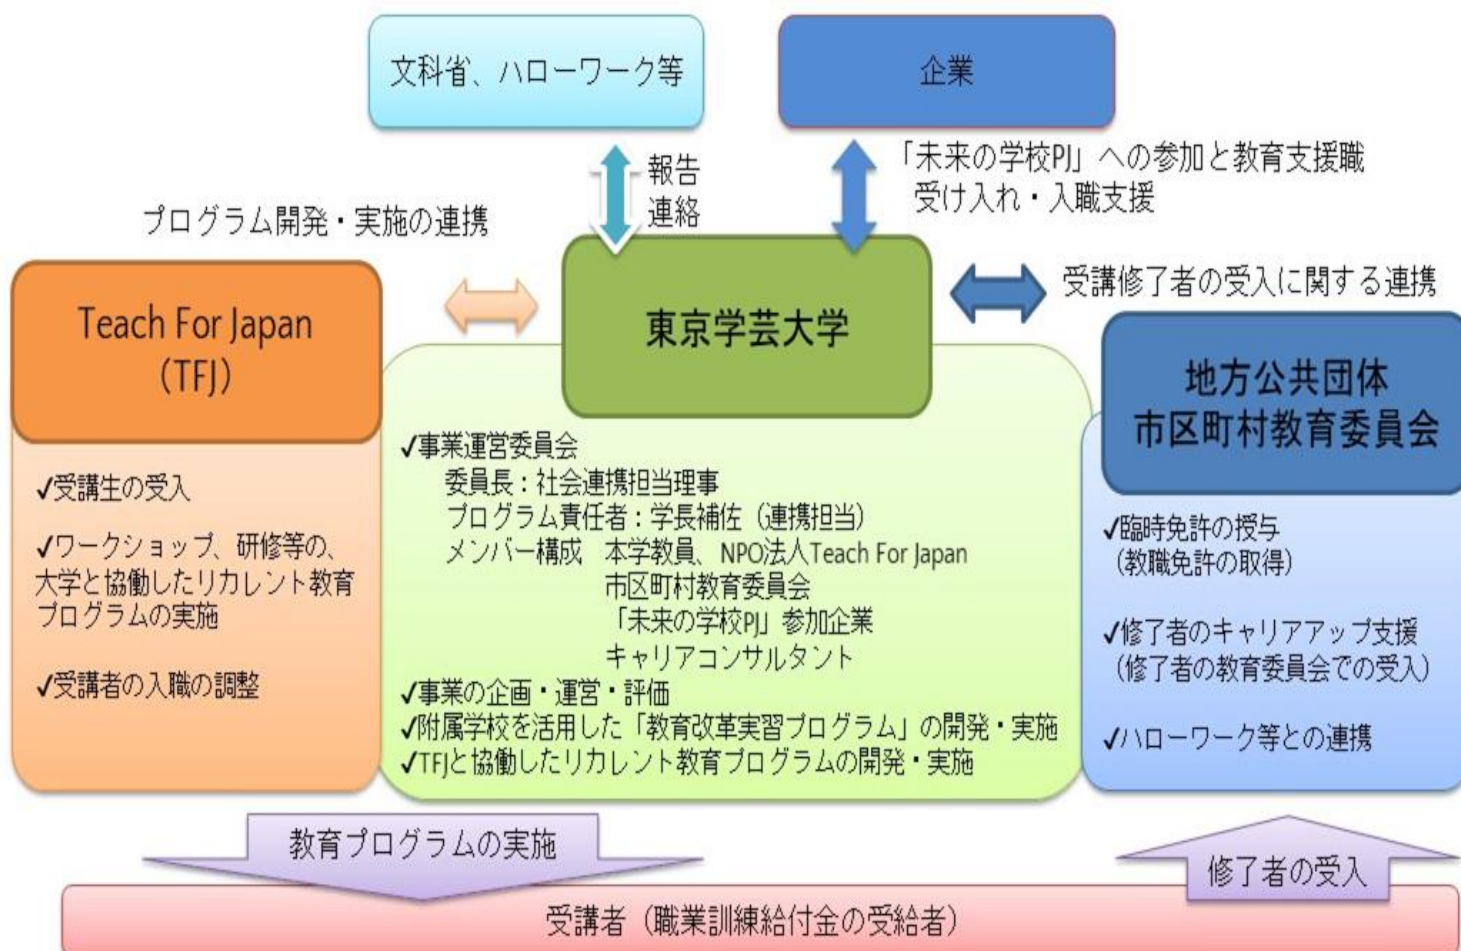 文科省、ハローワーク等
企業
報告
連絡
「未来の学校PJ」への参加と教育支援職
受け入れ・入職支援
プログラム開発・実施の連携
受講修了者の受入に関する連携
Teach For Japan
（TFJ）
✓受講生の受入
✓ワークショップ、研修等の、
大学と協働したリカレント教育
プログラムの実施
✓受講者の入職の調整
東京学芸大学
✓事業運営委員会
委員長：社会連携担当理事
プログラム責任者：学長補佐（連携担当）
メンバー構成　本学教員、NPO法人Teach For Japan
市区町村教育委員会
「未来の学校PJ」参加企業
キャリアコンサルタント
✓事業の企画・運営・評価
✓附属学校を活用した「教育改革実習プログラム」の開発・実施
✓TFJと協働したリカレント教育プログラムの開発・実施
地方公共団体
市区町村教育委員会
✓臨時免許の授与
（教職免許の取得）
✓修了者のキャリアアップ支援
（修了者の教育委員会での受入）
✓ハローワーク等との連携
教育プログラムの実施
修了者の受入
受講者（職業訓練給付金の受給者）